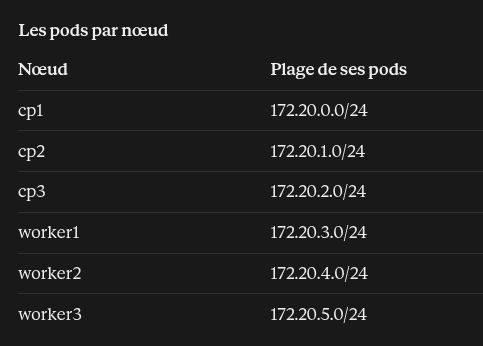 Les pods par nœud
Nœud Plage de ses pods
cp1 172.20.0.0/24
cp2 172.20.1.0/24
cp3 172.20.2.0/24
worker1 172.20.3.0/24
worker2 172.20.4.0/24
worker3 172.20.5.0/24